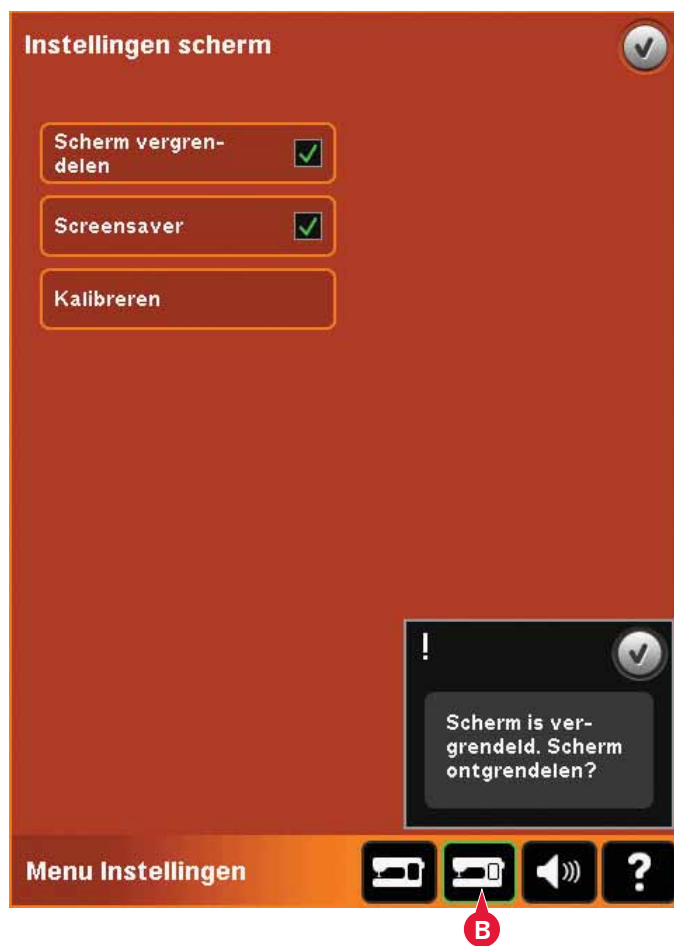 Instellingen scherm
Scherm vergren-
delen
Screensaver
Kalibreren
!
Scherm is ver-
grendeld. Scherm
ontgrendelen?
Menu Instellingen
?
B